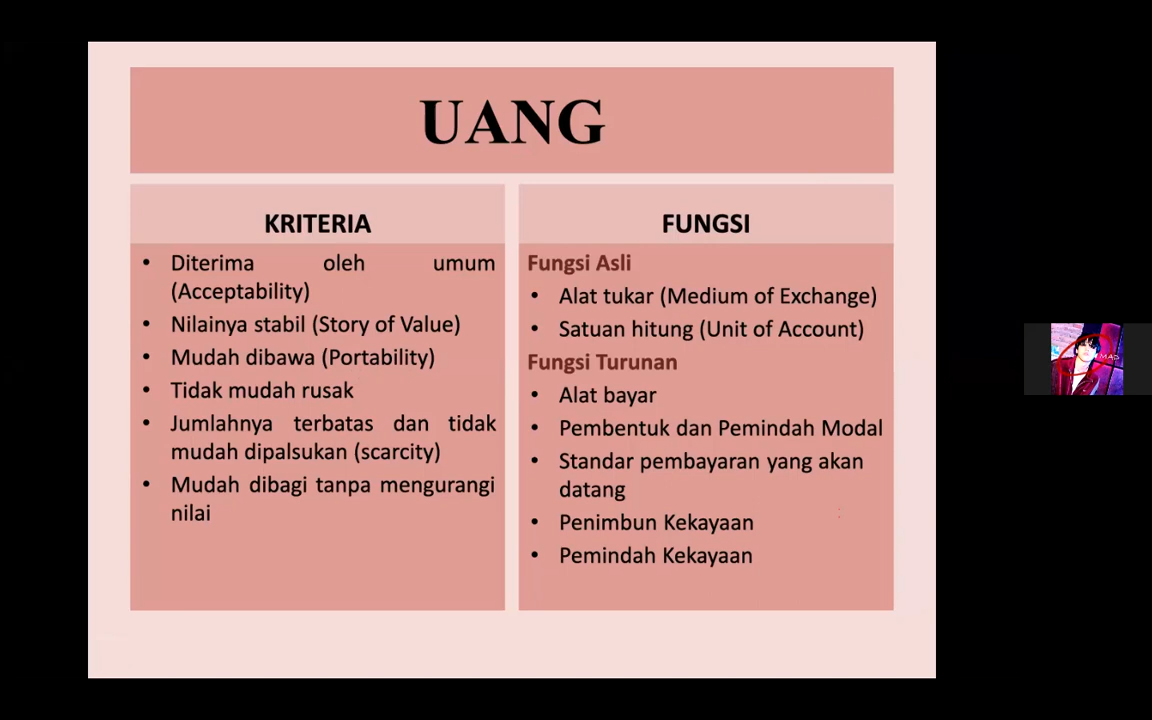 UANG
KRITERIA
• Diterima oleh umum
(Acceptability)
• Nilainya stabil (Story of Value)
• Mudah dibawa (Portability)
• Tidak mudah rusak
• Jumlahnya terbatas dan tidak
mudah dipalsukan (scarcity)
• Mudah dibagi tanpa mengurangi
nilai
FUNGSI
Fungsi Asli
• Alat tukar (Medium of Exchange)
• Satuan hitung (Unit of Account)
Fungsi Turunan
• Alat bayar
• Pembentuk dan Pemindah Modal
• Standar pembayaran yang akan
datang
• Penimbun Kekayaan
• Pemindah Kekayaan